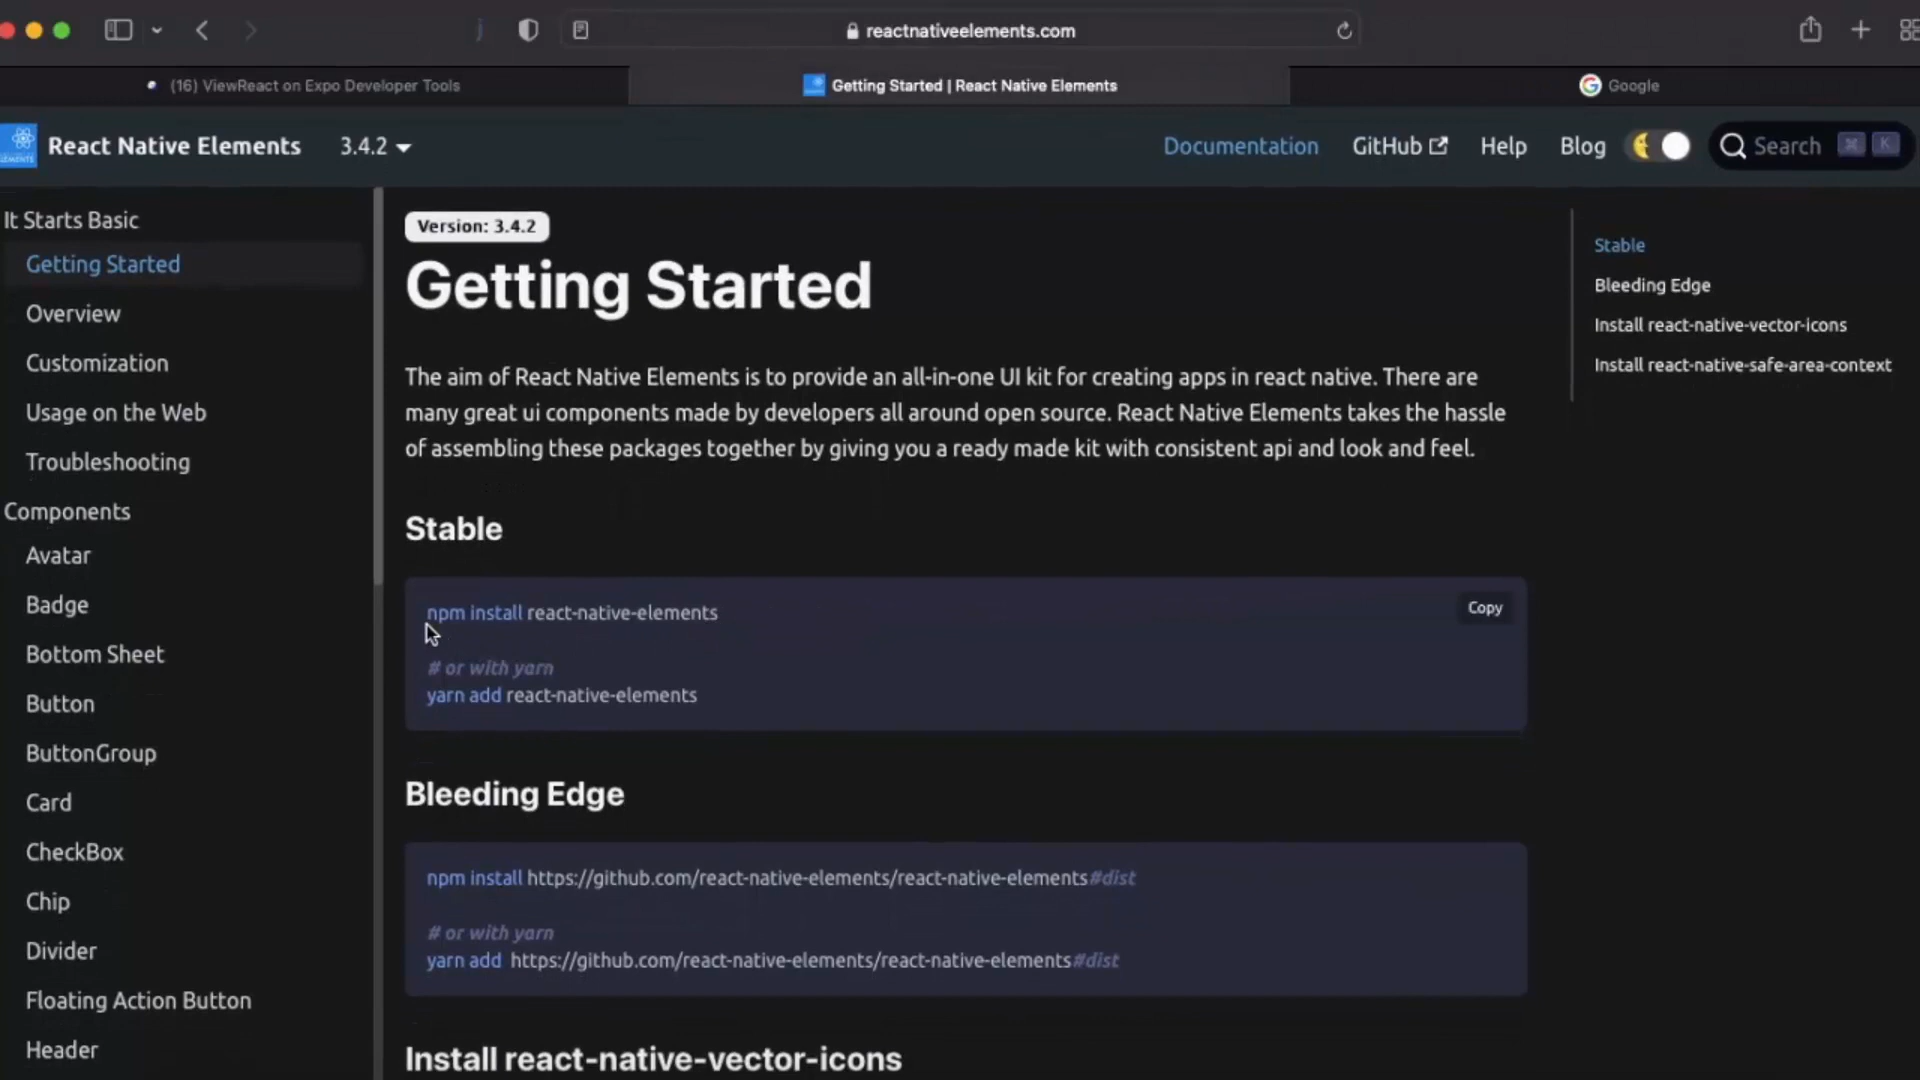 reactnativeelements.com
(16) ViewReact on Expo Developer Tools
Getting Started | React Native Elements
Google
React Native Elements
3.4.2
Documentation
GitHub
Help
Blog
Search
⌘ K
It Starts Basic
Getting Started
Overview
Customization
Usage on the Web
Troubleshooting
Components
Avatar
Badge
Bottom Sheet
Button
ButtonGroup
Card
CheckBox
Chip
Divider
Floating Action Button
Header
Version: 3.4.2
Getting Started
The aim of React Native Elements is to provide an all-in-one UI kit for creating apps in react native. There are
many great ui components made by developers all around open source. React Native Elements takes the hassle
of assembling these packages together by giving you a ready made kit with consistent api and look and feel.
Stable
npm install react-native-elements
Copy
# or with yarn
yarn add react-native-elements
Bleeding Edge
npm install https://github.com/react-native-elements/react-native-elements#dist
# or with yarn
yarn add https://github.com/react-native-elements/react-native-elements#dist
Install react-native-vector-icons
Stable
Bleeding Edge
Install react-native-vector-icons
Install react-native-safe-area-context